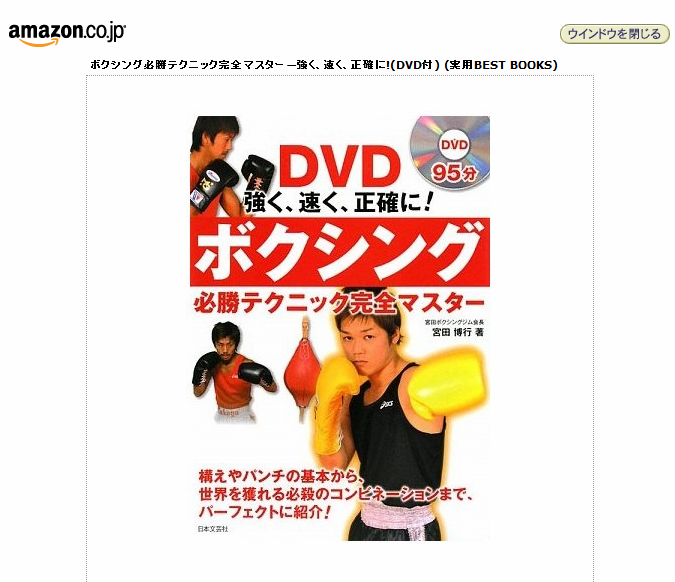 amazon.co.jp
ウインドウを閉じる
ボクシング必勝テクニック完全マスター―強く、速く、正確に!(DVD付) (実用BEST BOOKS)
DVD
95分
DVD
強く、速く、正確に!
ボクシング
必勝テクニック完全マスター
宮田ボクシングジム会長
宮田 博行 著
asics
構えやパンチの基本から、
世界を獲れる必殺のコンビネーションまで、
パーフェクトに紹介!
日本文芸社